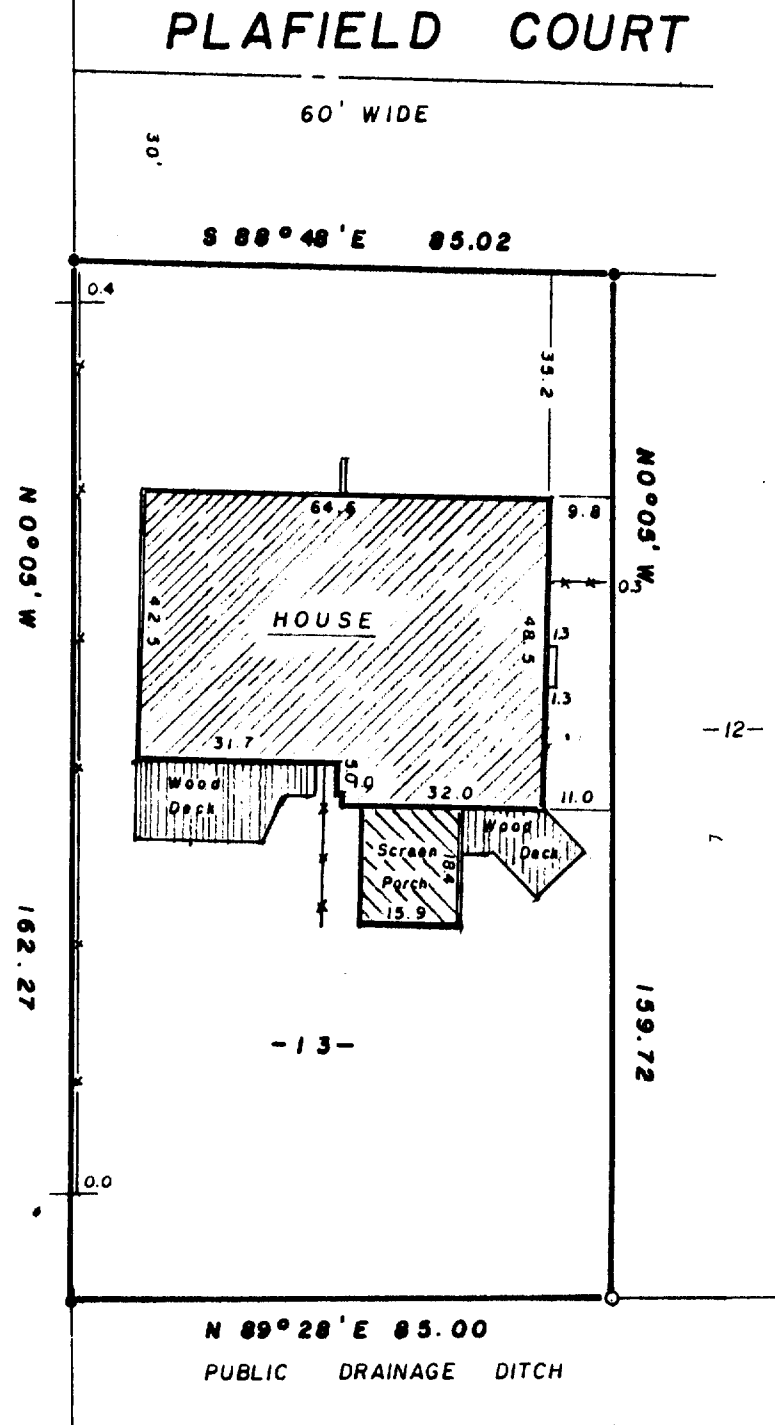 PLAFIELD COURT
60' WIDE
30'
S 88° 48' E 85.02
0.4
35.2
N 0° 05' W
N 0° 05' W
64.6
9.8
0.3
42.5
HOUSE
48.5
1.3
1.3
31.7
-12-
32.0
11.0
Wood
Deck
Wood
Deck
Screen
Porch
18.4
15.9
162.27
159.72
-13-
0.0
N 89° 28' E 85.00
PUBLIC DRAINAGE DITCH